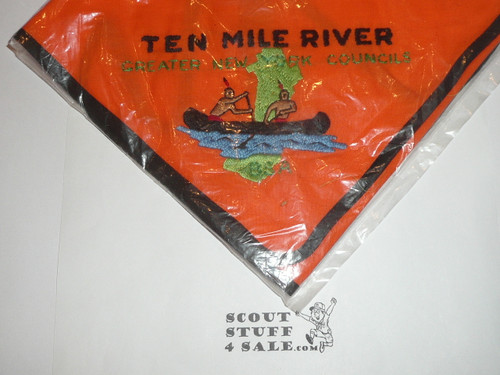 TEN MILE RIVER
GREATER NEW YORK COUNCILS
SCOUT
STUFF
4 SALE.com